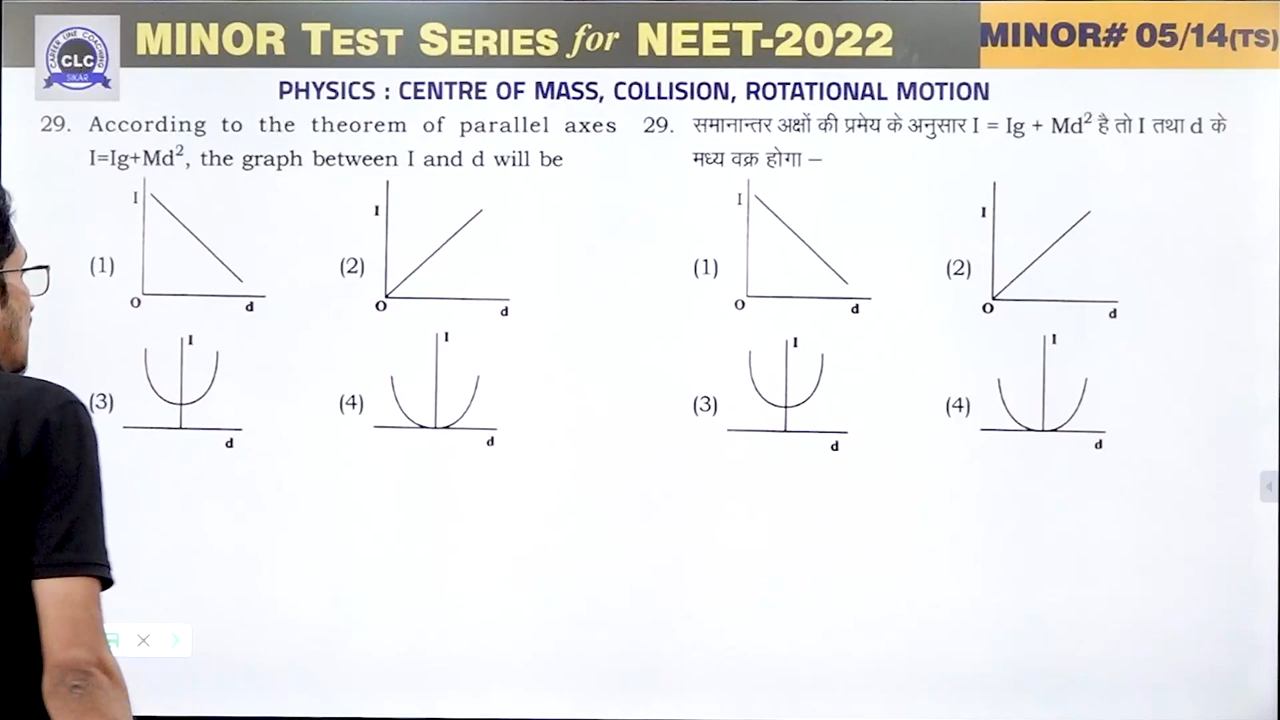 CAREER LINE COACHING
CLC
SIKAR
MINOR TEST SERIES for NEET-2022
MINOR# 05/14(TS)
PHYSICS : CENTRE OF MASS, COLLISION, ROTATIONAL MOTION
29. According to the theorem of parallel axes
I=Ig+Md², the graph between I and d will be
(1)
I
O
d
(2)
I
O
d
(3)
I
d
(4)
I
d
29. समानान्तर अक्षों की प्रमेय के अनुसार I = Ig + Md² है तो I तथा d के
मध्य वक्र होगा –
(1)
I
O
d
(2)
I
O
d
(3)
I
d
(4)
I
d